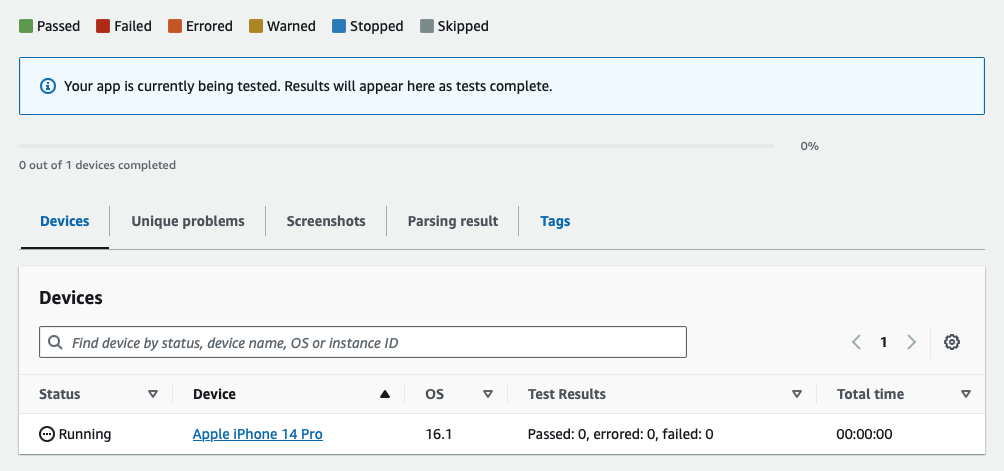 Passed Failed Errored Warned Stopped Skipped
Your app is currently being tested. Results will appear here as tests complete.
0%
0 out of 1 devices completed
Devices Unique problems Screenshots Parsing result Tags
Devices
Find device by status, device name, OS or instance ID
1
Status Device OS Test Results Total time
Running Apple iPhone 14 Pro 16.1 Passed: 0, errored: 0, failed: 0 00:00:00